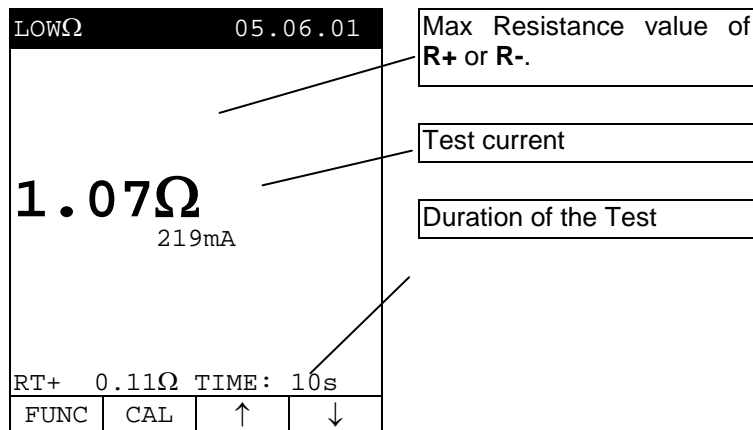 LOWΩ 05.06.01
1.07Ω
219mA
RT+ 0.11Ω TIME: 10s
FUNC CAL ↑ ↓
Max Resistance value of
R+ or R-.
Test current
Duration of the Test